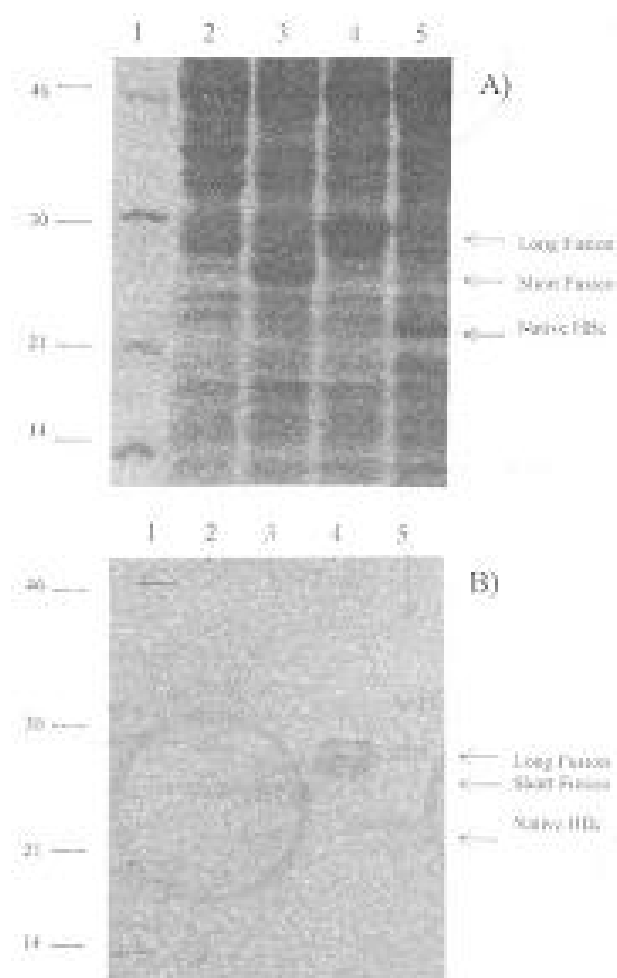 1 2 3 4 5
A)
30
Long Fusion
Short Fusion
Native HBc
21
14
1 2 3 4 5
B)
30
Long Fusion
Short Fusion
Native HBc
21
14